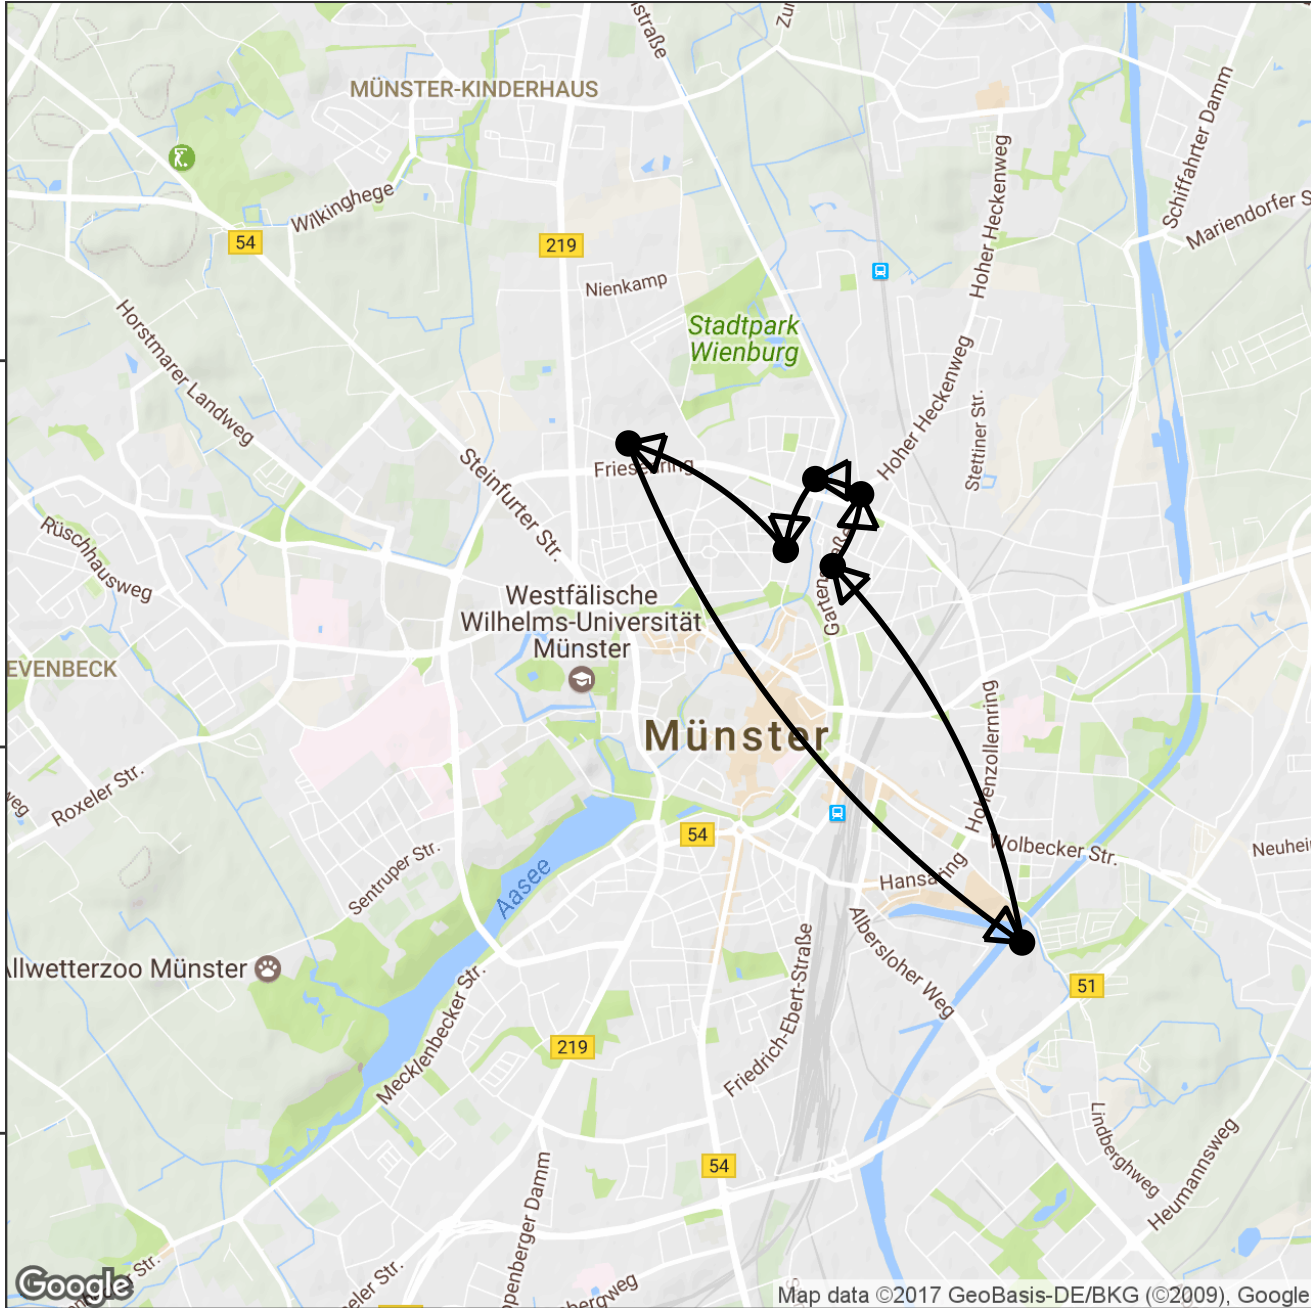 MÜNSTER-KINDERHAUS
Schiffahrter Damm
Wilkinghege
Hoher Heckenweg
Mariendorfer S
54
219
Nienkamp
Stadtpark
Wienburg
Horstmarer Landweg
Hoher Heckenweg
Stettiner Str.
Steinfurter Str.
Rüschhausweg
Westfälische
Wilhelms-Universität
Münster
EVENBECK
Münster
Hohenzollernring
Roxeler Str.
weg
54
Wolbecker Str.
Neuhei
Sentruper Str.
Hansaring
Aasee
Albersloher Weg
Allwetterzoo Münster
51
Friedrich-Ebert-Straße
Mecklenbecker Str.
219
Lindberghweg
Heumannsweg
54
Google
Map data ©2017 GeoBasis-DE/BKG (©2009), Google